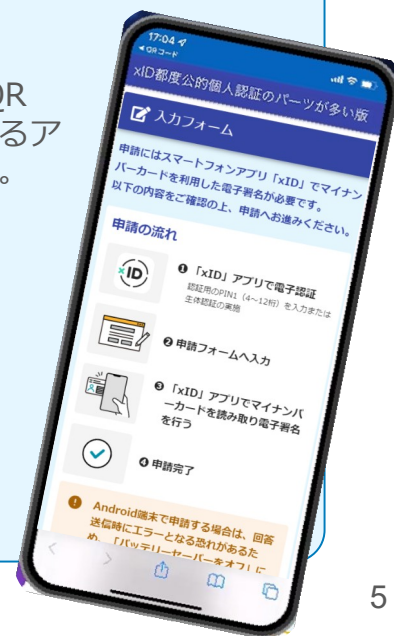 QR
るア
。
17:04
QRコード
xID都度公的個人認証のパーツが多い版
入力フォーム
申請にはスマートフォンアプリ「xID」でマイナン
バーカードを利用した電子署名が必要です。
以下の内容をご確認の上、申請へお進みください。
申請の流れ
×ID
❶ 「xID」アプリで電子認証
認証用のPIN1（4～12桁）を入力または
生体認証の実施
❷ 申請フォームへ入力
❸ 「xID」アプリでマイナンバ
ーカードを読み取り電子署名
を行う
❹ 申請完了
Android端末で申請する場合は、回答
送信時にエラーとなる恐れがあるた
め、「バッテリーセーバーをオフ」に
5